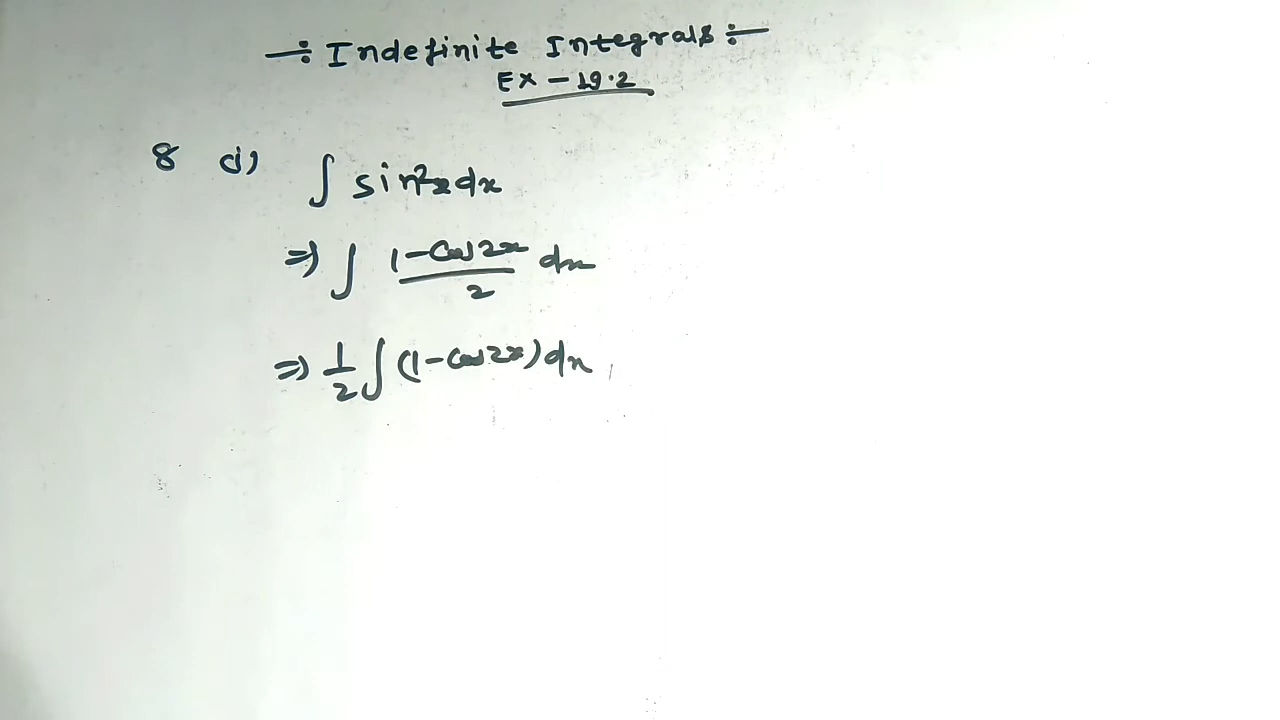 ÷ Indefinite Integrals ÷
EX - 19.2
8 (i) ∫ sin²x dx
⇒ ∫ (1-Cos2x)/2 dx
⇒ 1/2 ∫ (1-Cos2x) dx